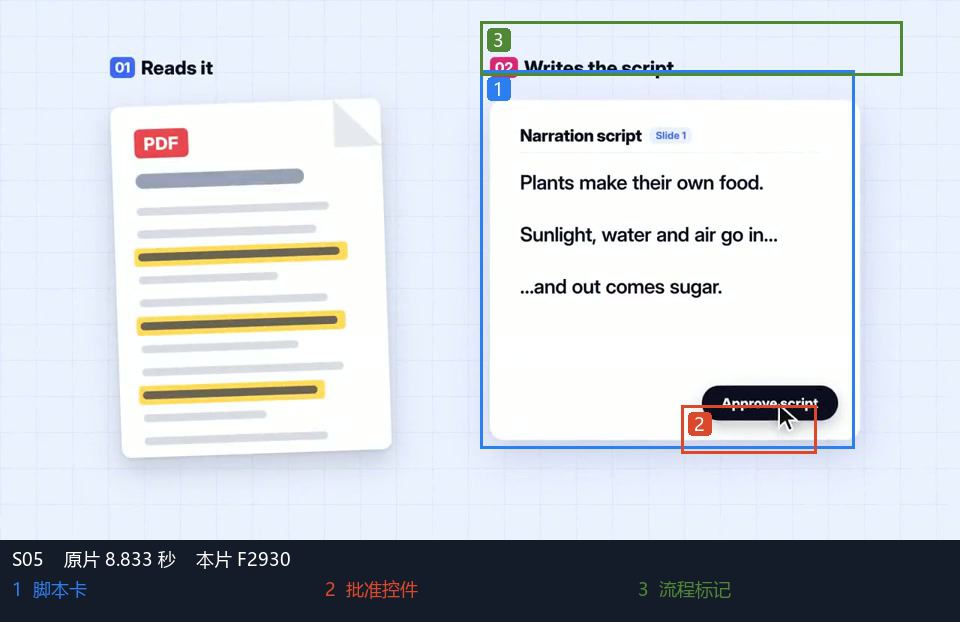 3
01 Reads it
02 Writes the script
1
PDF
Narration script Slide 1
Plants make their own food.
Sunlight, water and air go in...
...and out comes sugar.
Approve script
2
S05 原片 8.833 秒 本片 F2930
1 脚本卡 2 批准控件 3 流程标记